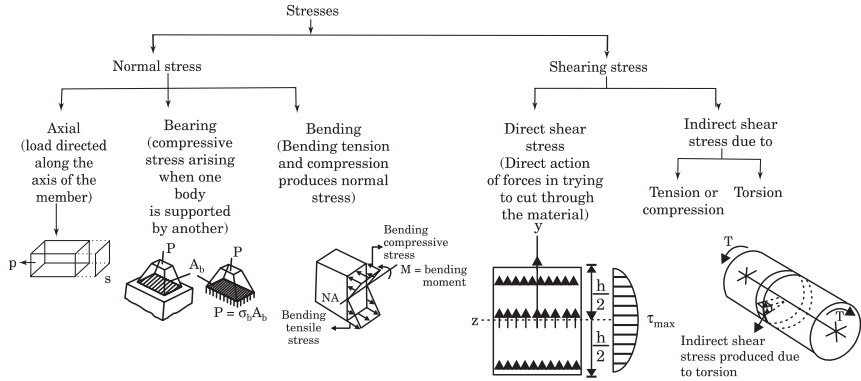 Stresses
Normal stress
Shearing stress
Axial
(load directed
along the
axis of the
member)
Bearing
(compressive
stress arising
when one
body
is supported
by another)
Bending
(Bending tension
and compression
produces normal
stress)
Direct shear
stress
(Direct action
of forces in trying
to cut through
the material)
Indirect shear
stress due to
Tension or
compression
Torsion
p
s
P
P
A_b
P = σ_bA_b
Bending
compressive
stress
M = bending
moment
NA
Bending
tensile
stress
y
z
h
2
h
2
τ_max
T
T
Indirect shear
stress produced due
to torsion